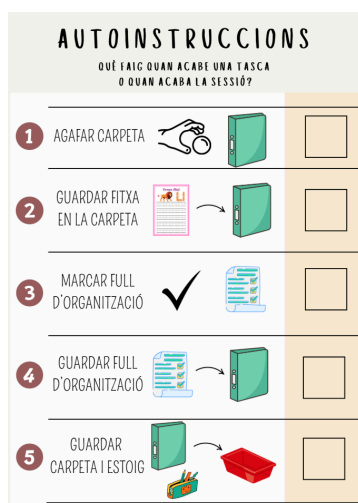 AUTOINSTRUCCIONS
QUÈ FAIG QUAN ACABE UNA TASCA
O QUAN ACABA LA SESSIÓ?
1 AGAFAR CARPETA
2 GUARDAR FITXA
EN LA CARPETA
3 MARCAR FULL
D'ORGANITZACIÓ
4 GUARDAR FULL
D'ORGANITZACIÓ
5 GUARDAR
CARPETA I ESTOIG